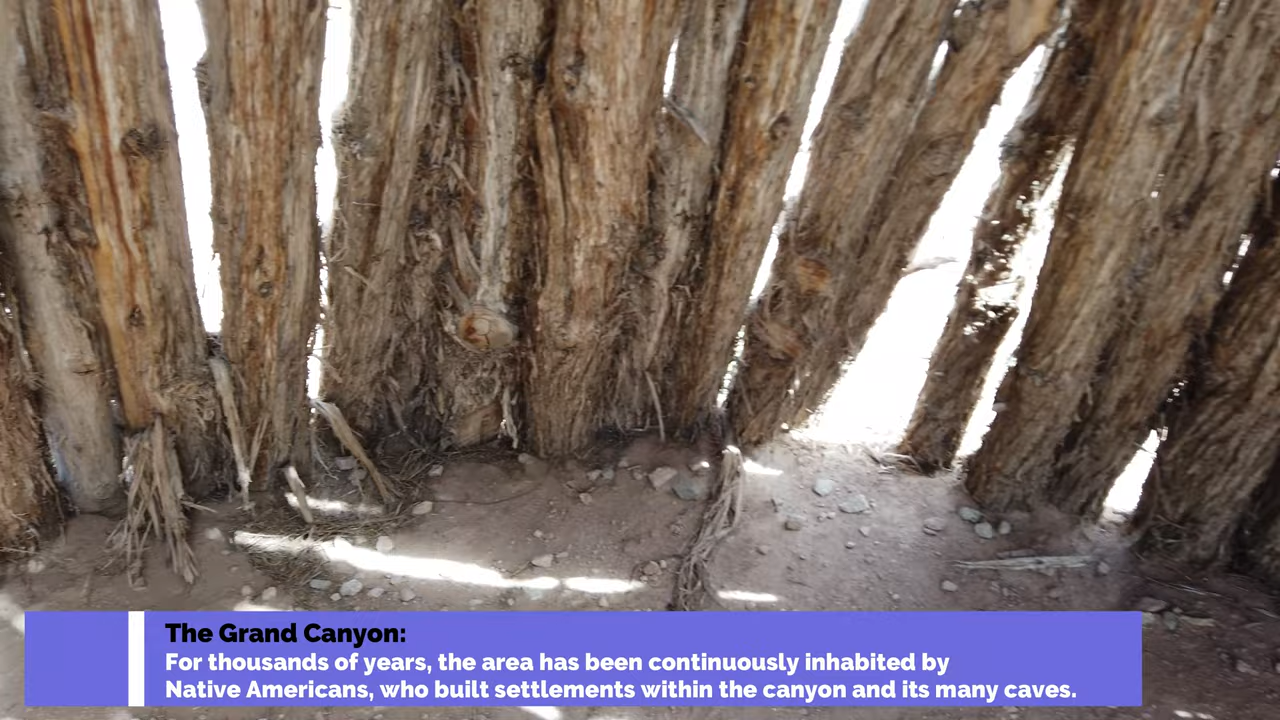 The Grand Canyon:
For thousands of years, the area has been continuously inhabited by
Native Americans, who built settlements within the canyon and its many caves.